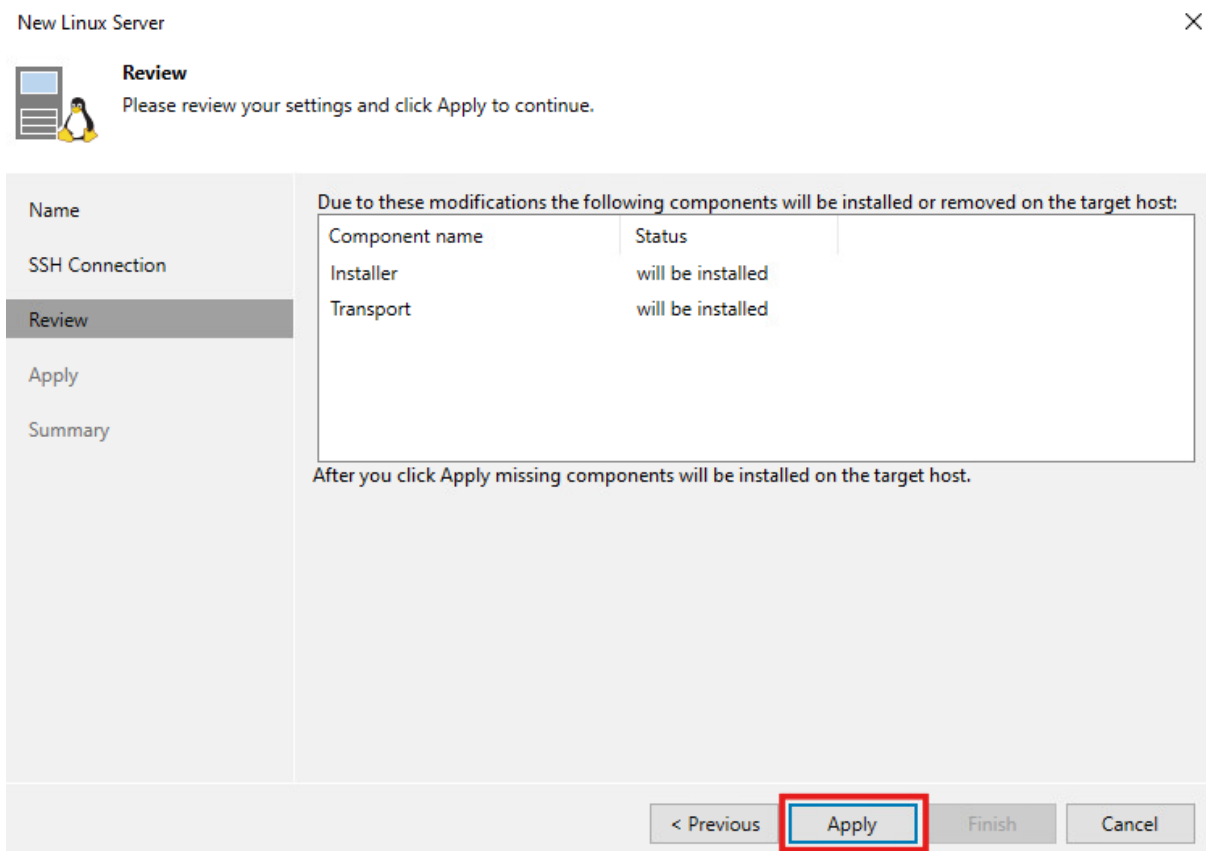 New Linux Server
Review
Please review your settings and click Apply to continue.
Name
SSH Connection
Review
Apply
Summary
Due to these modifications the following components will be installed or removed on the target host:
Component name Status
Installer will be installed
Transport will be installed
After you click Apply missing components will be installed on the target host.
< Previous Apply Finish Cancel